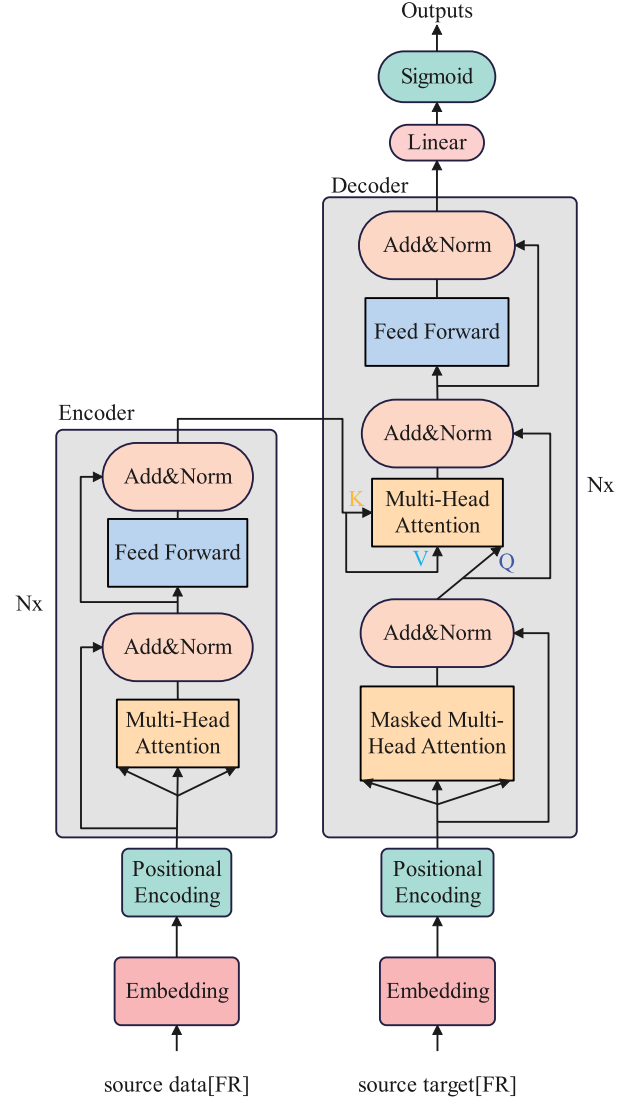 Outputs
Sigmoid
Linear
Decoder
Add&Norm
Feed Forward
Add&Norm
Multi-Head
Attention
K
V
Q
Nx
Add&Norm
Masked Multi-
Head Attention
Positional
Encoding
Embedding
source target[FR]
Encoder
Add&Norm
Feed Forward
Nx
Add&Norm
Multi-Head
Attention
Positional
Encoding
Embedding
source data[FR]